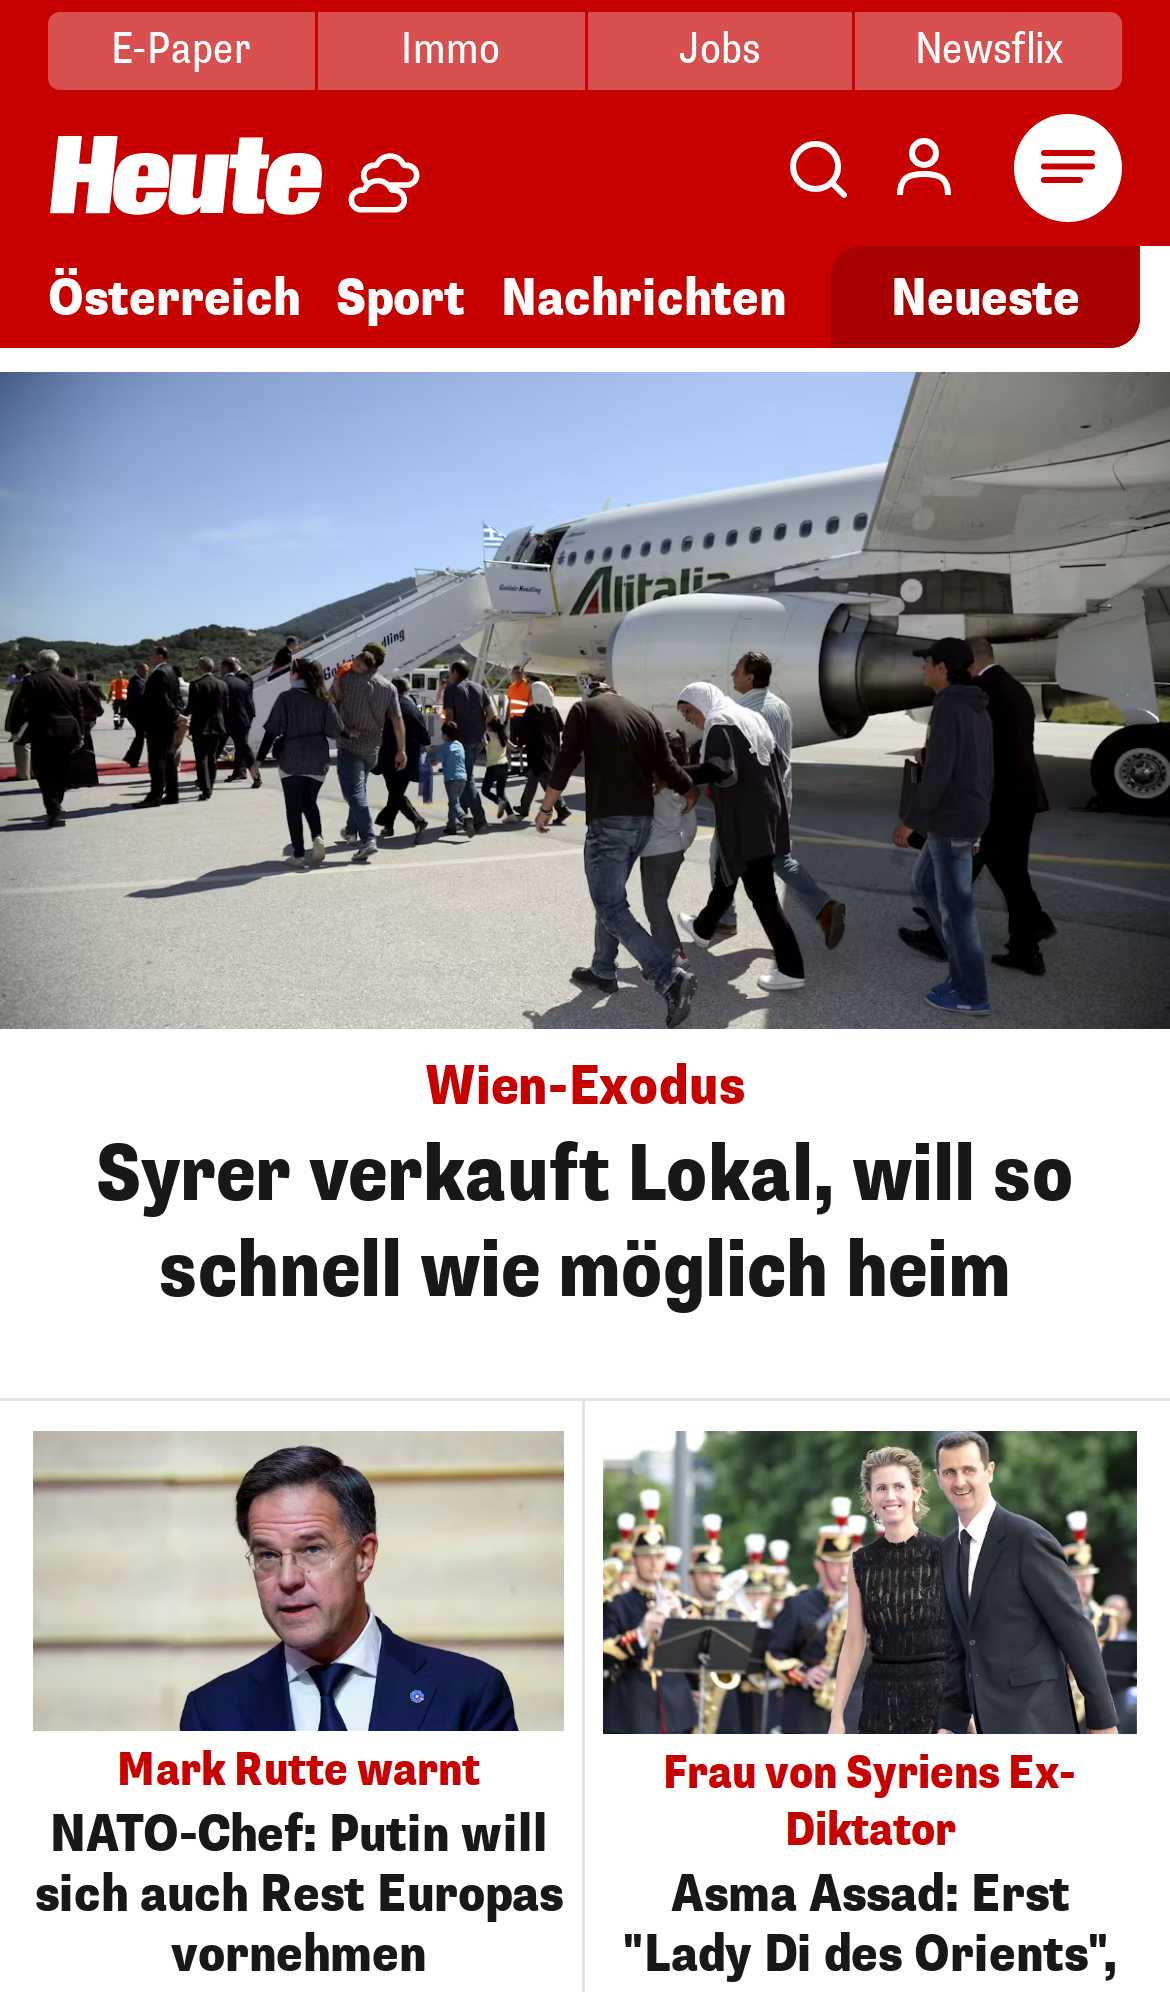 E-Paper
Immo
Jobs
Newsflix
Heute
Österreich
Sport
Nachrichten
Neueste
Alitalia
Goldair Handling
Wien-Exodus
Syrer verkauft Lokal, will so
schnell wie möglich heim
Mark Rutte warnt
NATO-Chef: Putin will
sich auch Rest Europas
vornehmen
Frau von Syriens Ex-
Diktator
Asma Assad: Erst
"Lady Di des Orients",